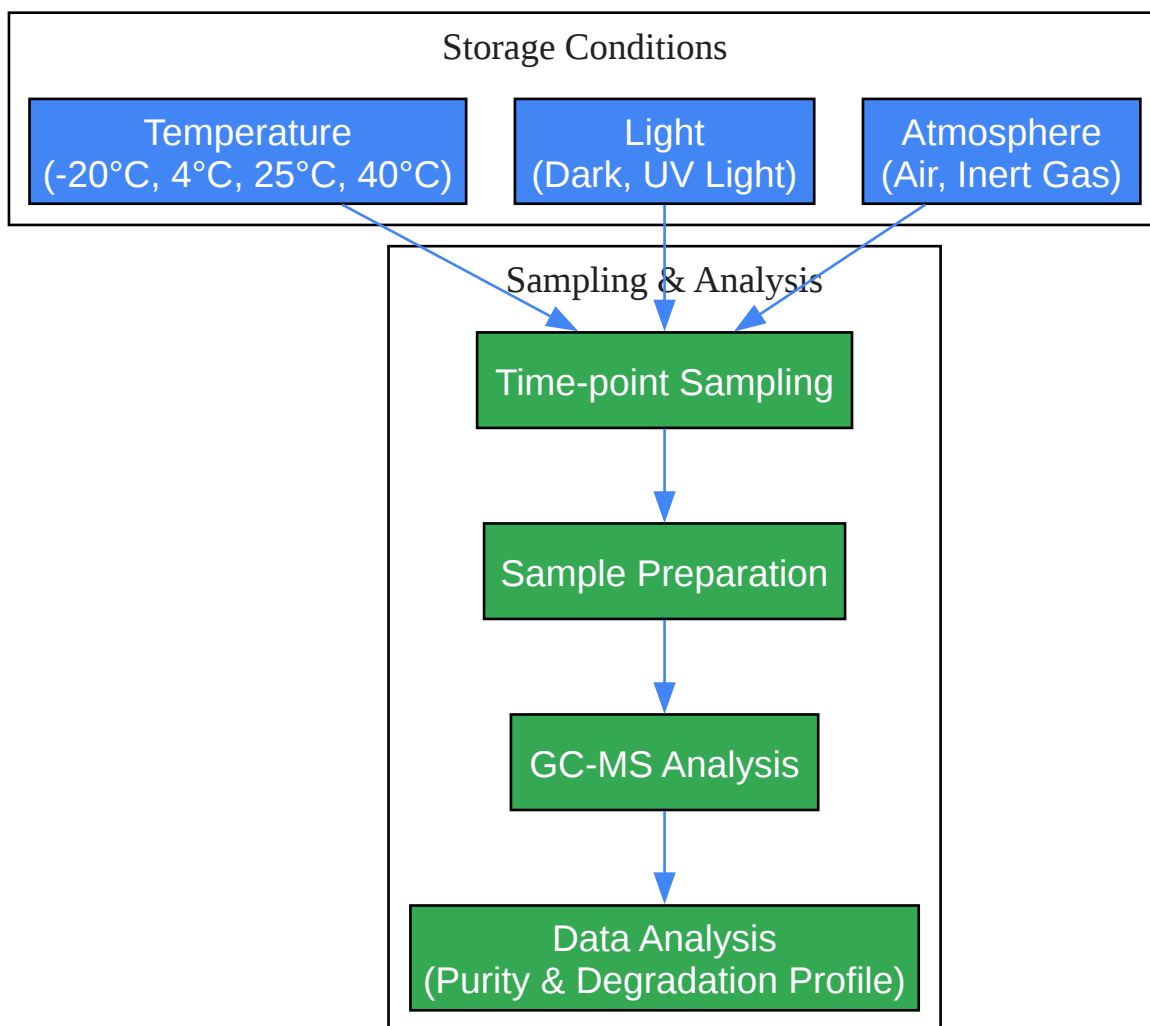 Storage Conditions
Temperature
(-20°C, 4°C, 25°C, 40°C)
Light
(Dark, UV Light)
Atmosphere
(Air, Inert Gas)
Sampling & Analysis
Time-point Sampling
Sample Preparation
GC-MS Analysis
Data Analysis
(Purity & Degradation Profile)